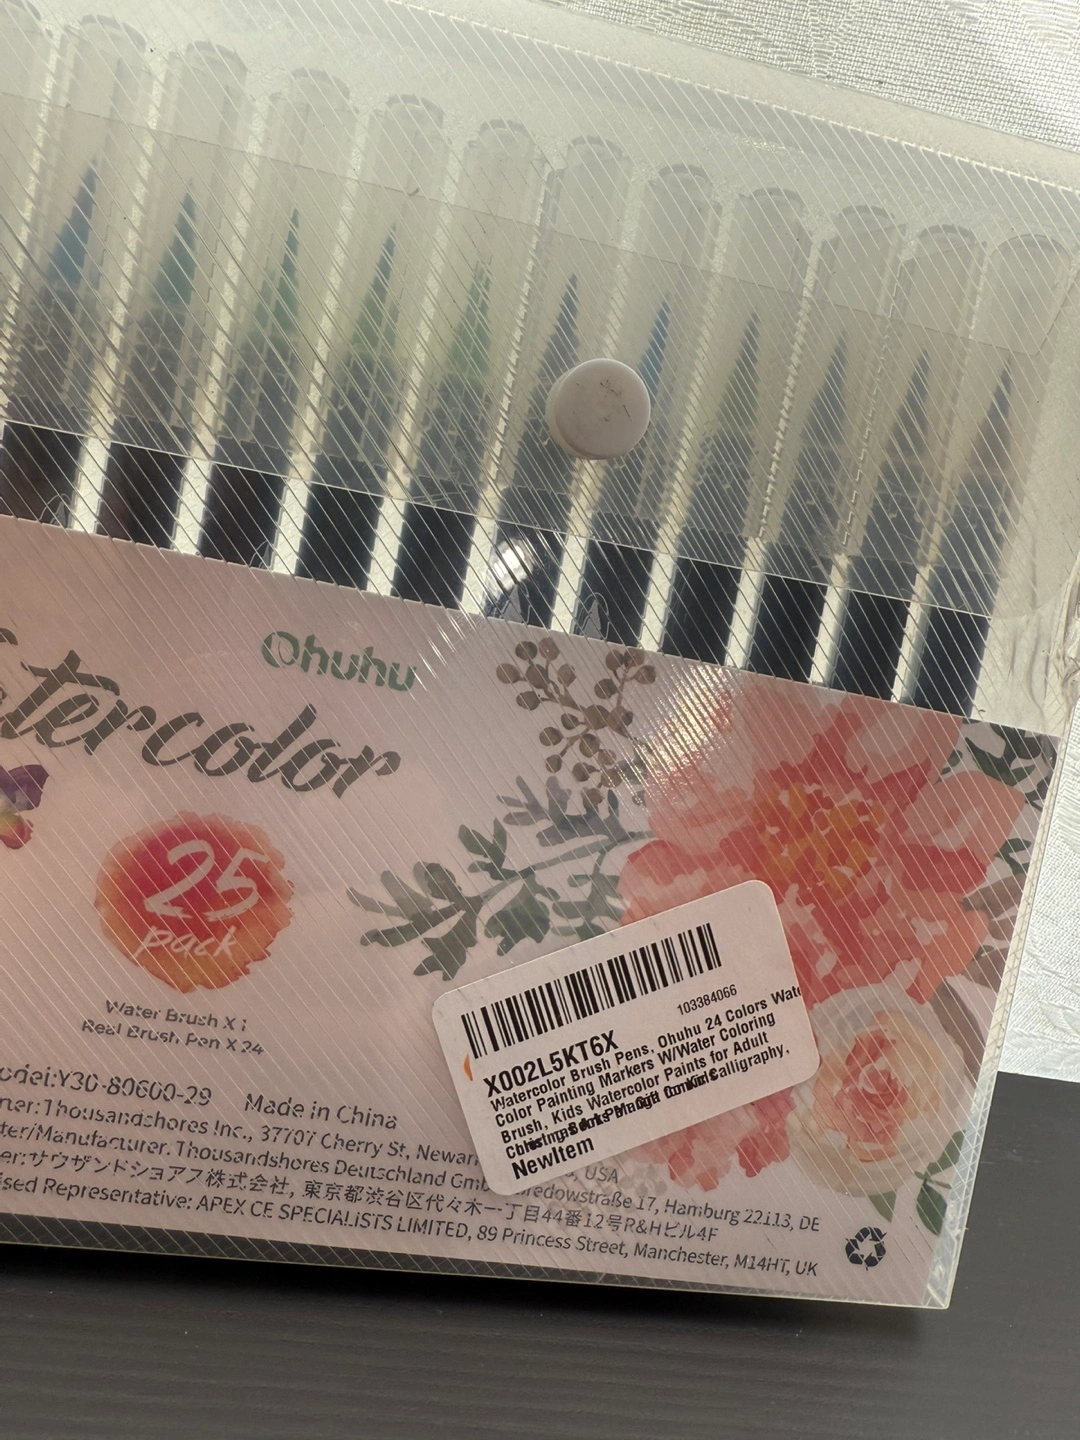 Ohuhu
tercolor
25
pack
Water Brush X 1
Real Brush Pen X 24
odel:Y30-80600-29 Made in China
rter:Thousandshores Inc., 37707 Cherry St, Newar USA
ter/Manufacturer. Thousandshores Deutschland Gmb redowstraße 17, Hamburg 22113, DE
er:サウザンドショアス株式会社, 東京都渋谷区代々木一丁目44番12号R&Hビル4F
ised Representative: APEX CE SPECIALISTS LIMITED, 89 Princess Street, Manchester, M14HT, UK
103384066
X002L5KT6X
Watercolor Brush Pens, Ohuhu 24 Colors Wate
Color Painting Markers W/Water Coloring
Brush, Kids Watercolor Paints for Adult
Calligraphy,
NewItem